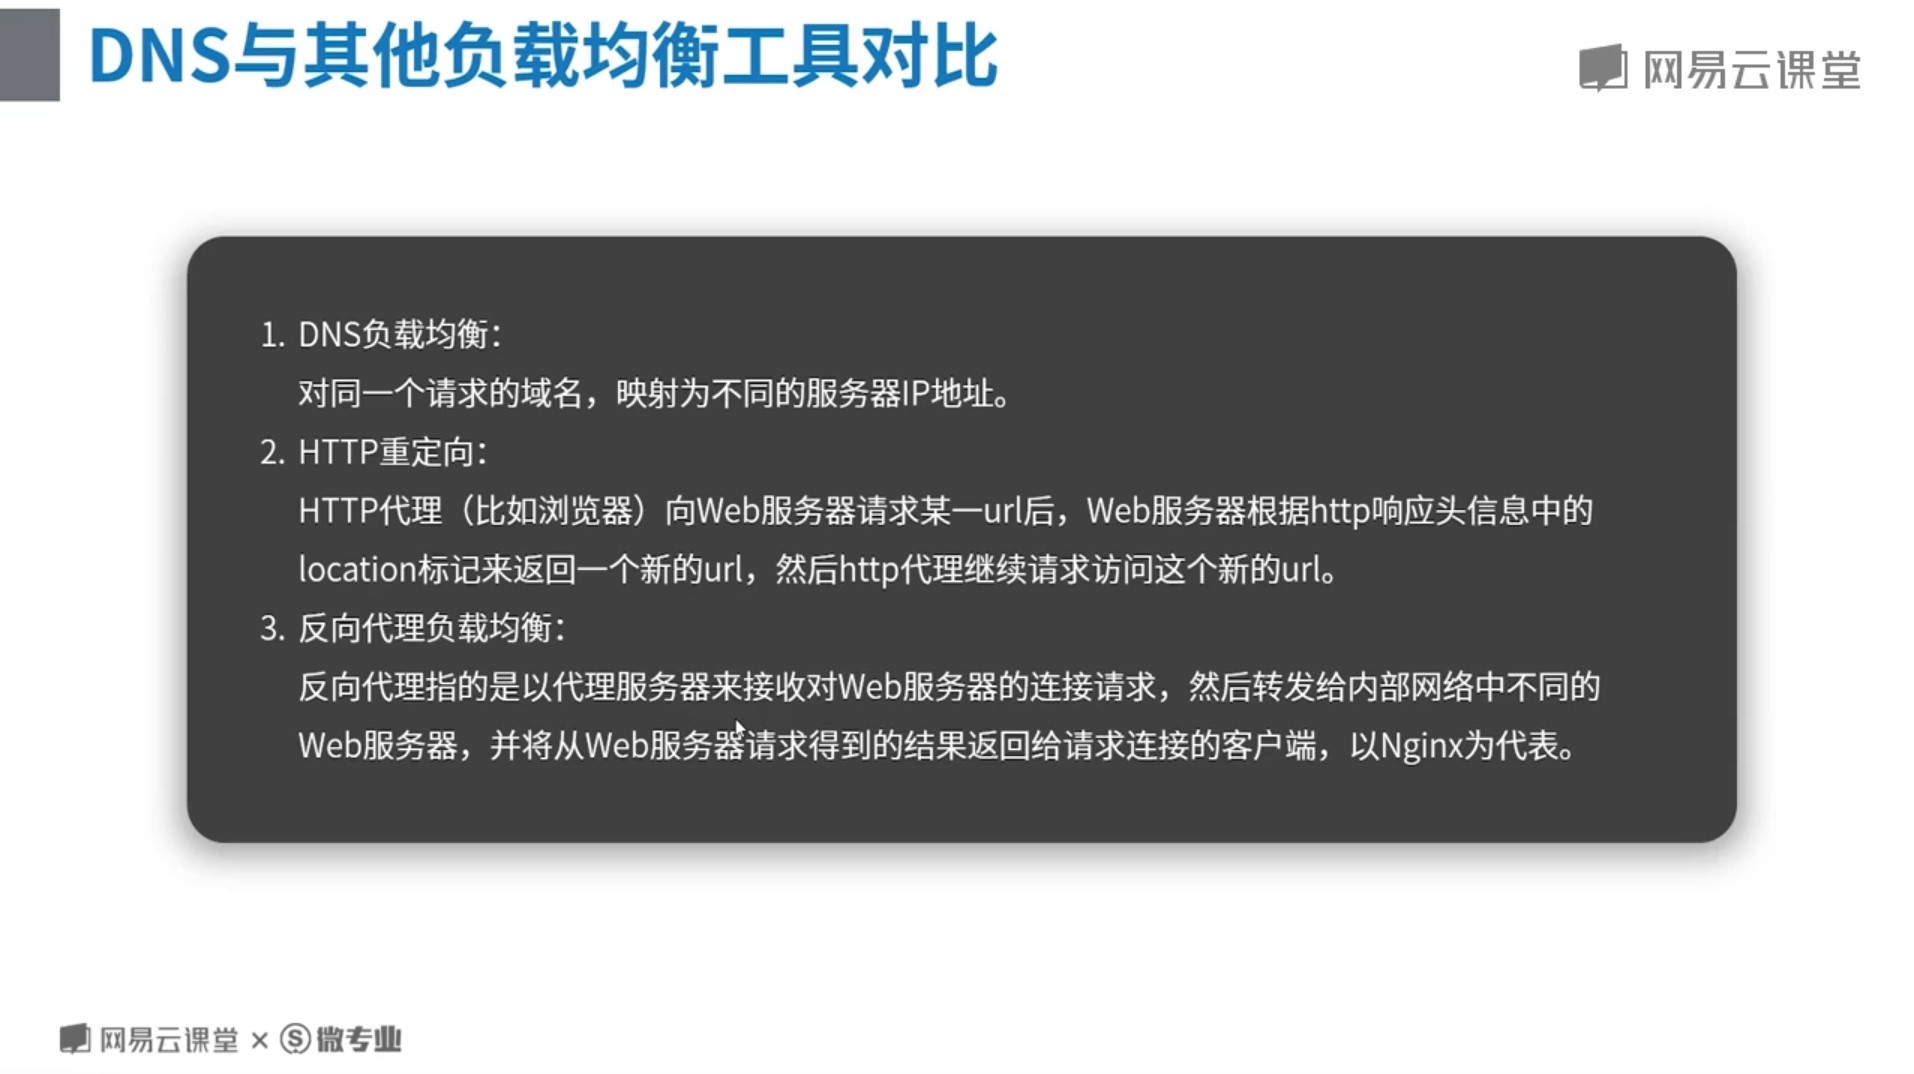 DNS与其他负载均衡工具对比
网易云课堂
1. DNS负载均衡：
对同一个请求的域名，映射为不同的服务器IP地址。
2. HTTP重定向：
HTTP代理（比如浏览器）向Web服务器请求某一url后，Web服务器根据http响应头信息中的
location标记来返回一个新的url，然后http代理继续请求访问这个新的url。
3. 反向代理负载均衡：
反向代理指的是以代理服务器来接收对Web服务器的连接请求，然后转发给内部网络中不同的
Web服务器，并将从Web服务器请求得到的结果返回给请求连接的客户端，以Nginx为代表。
网易云课堂 × S微专业